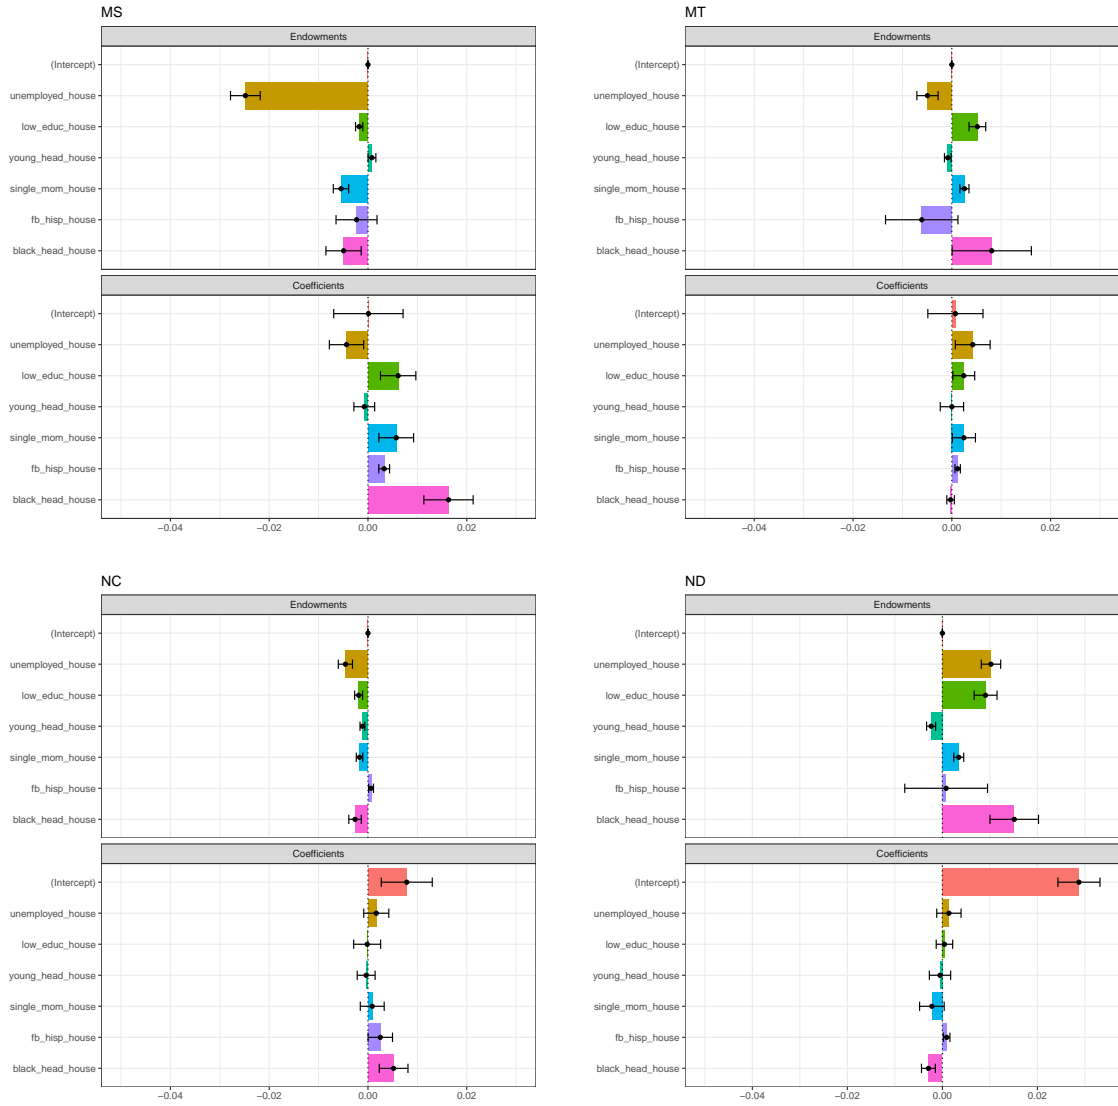 MS
Endowments
(Intercept)
unemployed_house
low_educ_house
young_head_house
single_mom_house
fb_hisp_house
black_head_house
Coefficients
(Intercept)
unemployed_house
low_educ_house
young_head_house
single_mom_house
fb_hisp_house
black_head_house
−0.04 −0.02 0.00 0.02
MT
Endowments
(Intercept)
unemployed_house
low_educ_house
young_head_house
single_mom_house
fb_hisp_house
black_head_house
Coefficients
(Intercept)
unemployed_house
low_educ_house
young_head_house
single_mom_house
fb_hisp_house
black_head_house
−0.04 −0.02 0.00 0.02
NC
Endowments
(Intercept)
unemployed_house
low_educ_house
young_head_house
single_mom_house
fb_hisp_house
black_head_house
Coefficients
(Intercept)
unemployed_house
low_educ_house
young_head_house
single_mom_house
fb_hisp_house
black_head_house
−0.04 −0.02 0.00 0.02
ND
Endowments
(Intercept)
unemployed_house
low_educ_house
young_head_house
single_mom_house
fb_hisp_house
black_head_house
Coefficients
(Intercept)
unemployed_house
low_educ_house
young_head_house
single_mom_house
fb_hisp_house
black_head_house
−0.04 −0.02 0.00 0.02